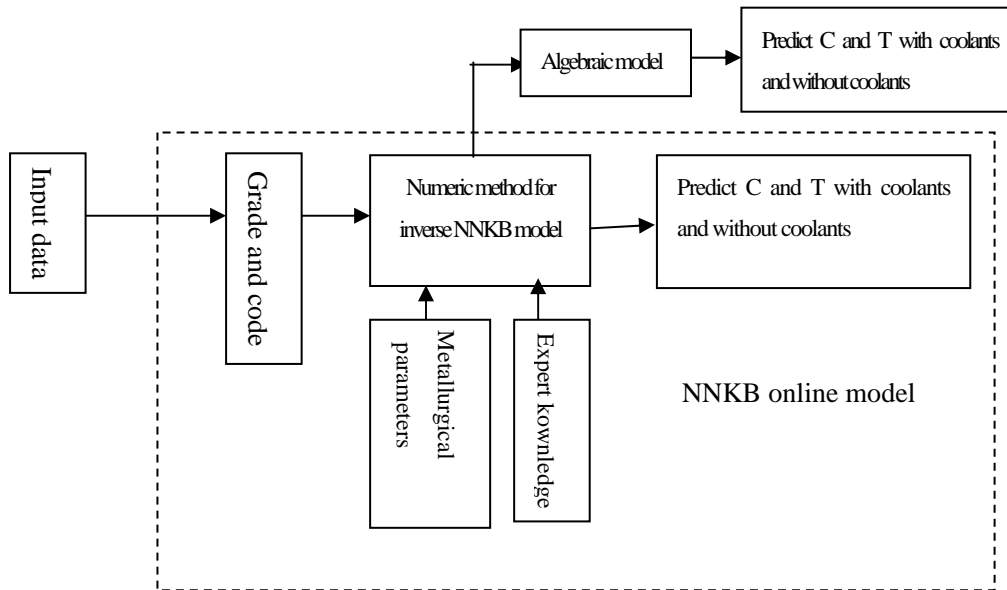 Algebraic model
Predict C and T with coolants
and without coolants
Input data
Grade and code
Numeric method for
inverse NNKB model
Predict C and T with coolants
and without coolants
Metallurgical
parameters
Expert kownledge
NNKB online model